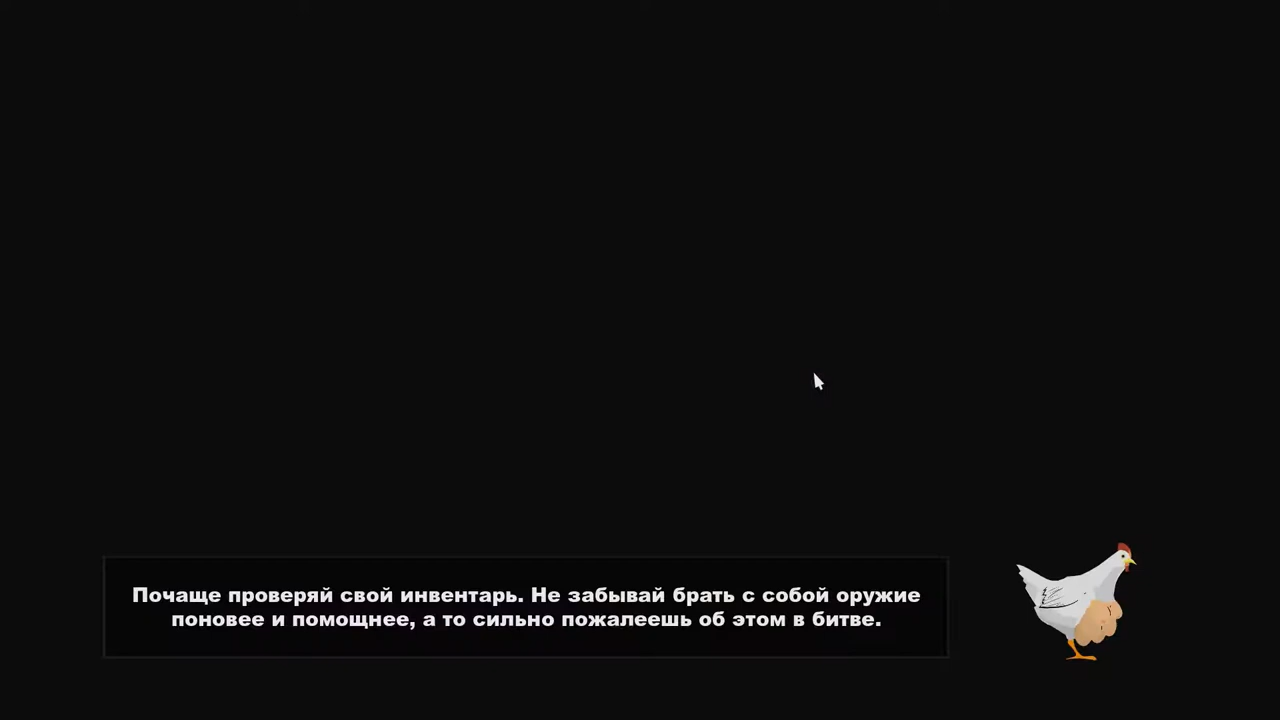 Почаще проверяй свой инвентарь. Не забывай брать с собой оружие
поновее и помощнее, а то сильно пожалеешь об этом в битве.